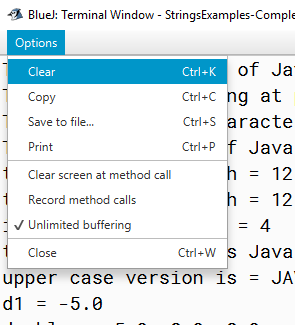 BlueJ: Terminal Window - StringsExamples-Comple
Options
Clear Ctrl+K
Copy Ctrl+C
Save to file... Ctrl+S
Print Ctrl+P
Clear screen at method call
Record method calls
Unlimited buffering
Close Ctrl+W
of Jav
ng at p
aracte
f Java
h = 12
h = 12
= 4
s Java
upper case version is = JAV
d1 = -5.0